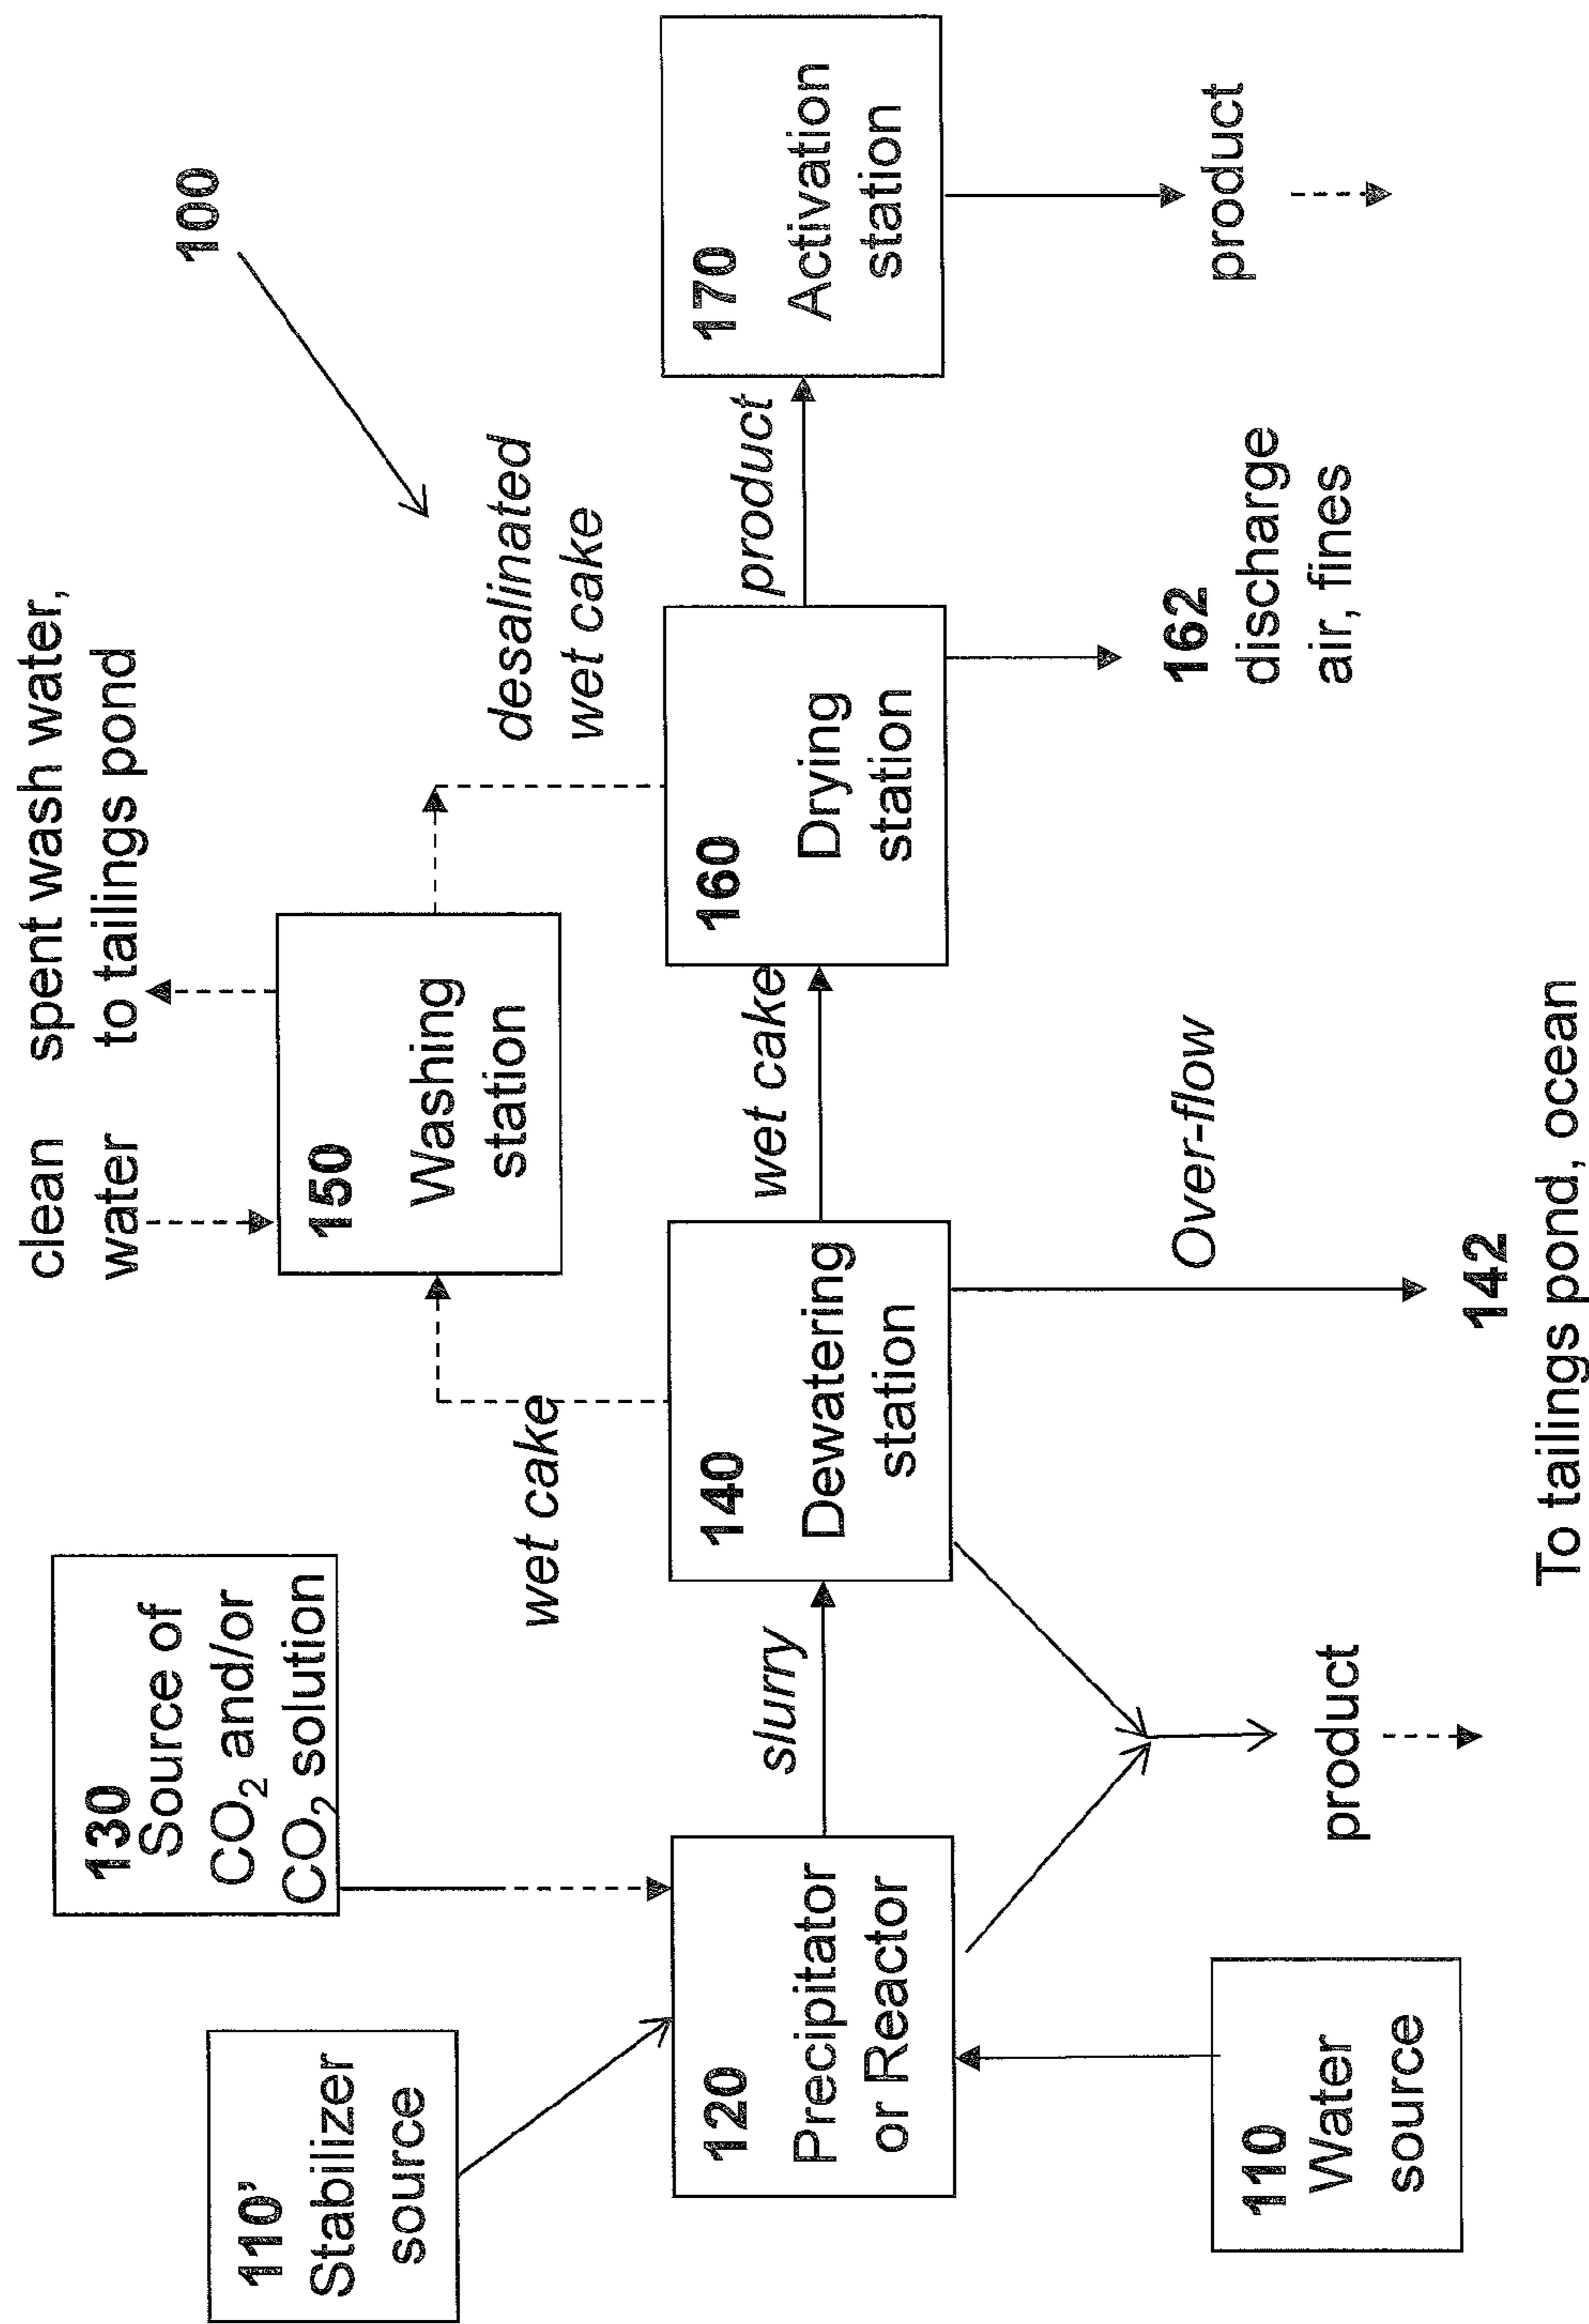 100
clean
water
spent wash water,
to tailings pond
110’
Stabilizer
source
130
Source of
CO₂ and/or
CO₂ solution
150
Washing
station
wet cake
desalinated
wet cake
120
Precipitator
or Reactor
slurry
140
Dewatering
station
wet cake
160
Drying
station
product
170
Activation
station
110
Water
source
product
Over-flow
142
To tailings pond, ocean
162
discharge
air, fines
product